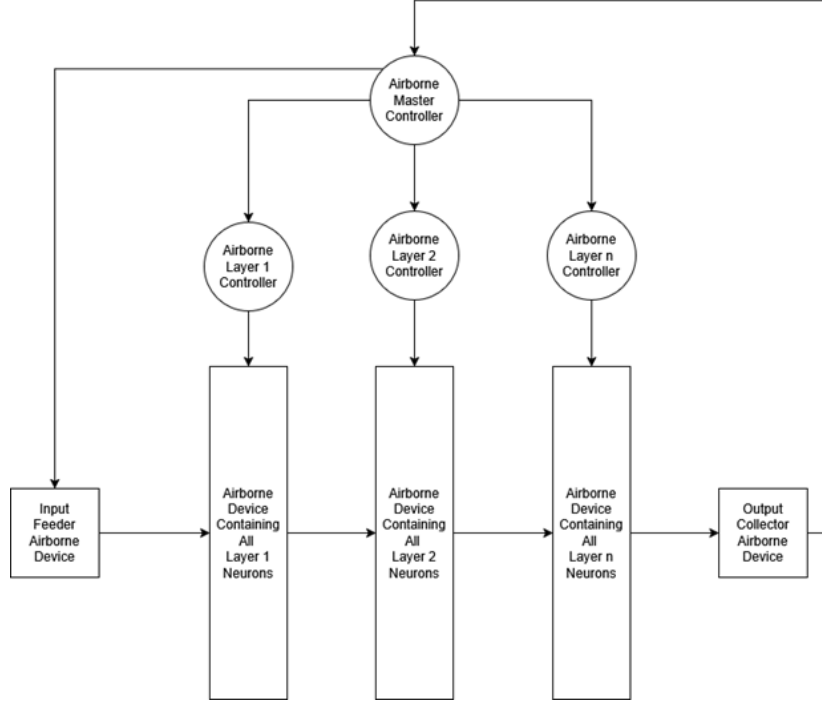 Airborne
Master
Controller
Airborne
Layer 1
Controller
Airborne
Layer 2
Controller
Airborne
Layer n
Controller
Input
Feeder
Airborne
Device
Airborne
Device
Containing
All
Layer 1
Neurons
Airborne
Device
Containing
All
Layer 2
Neurons
Airborne
Device
Containing
All
Layer n
Neurons
Output
Collector
Airborne
Device